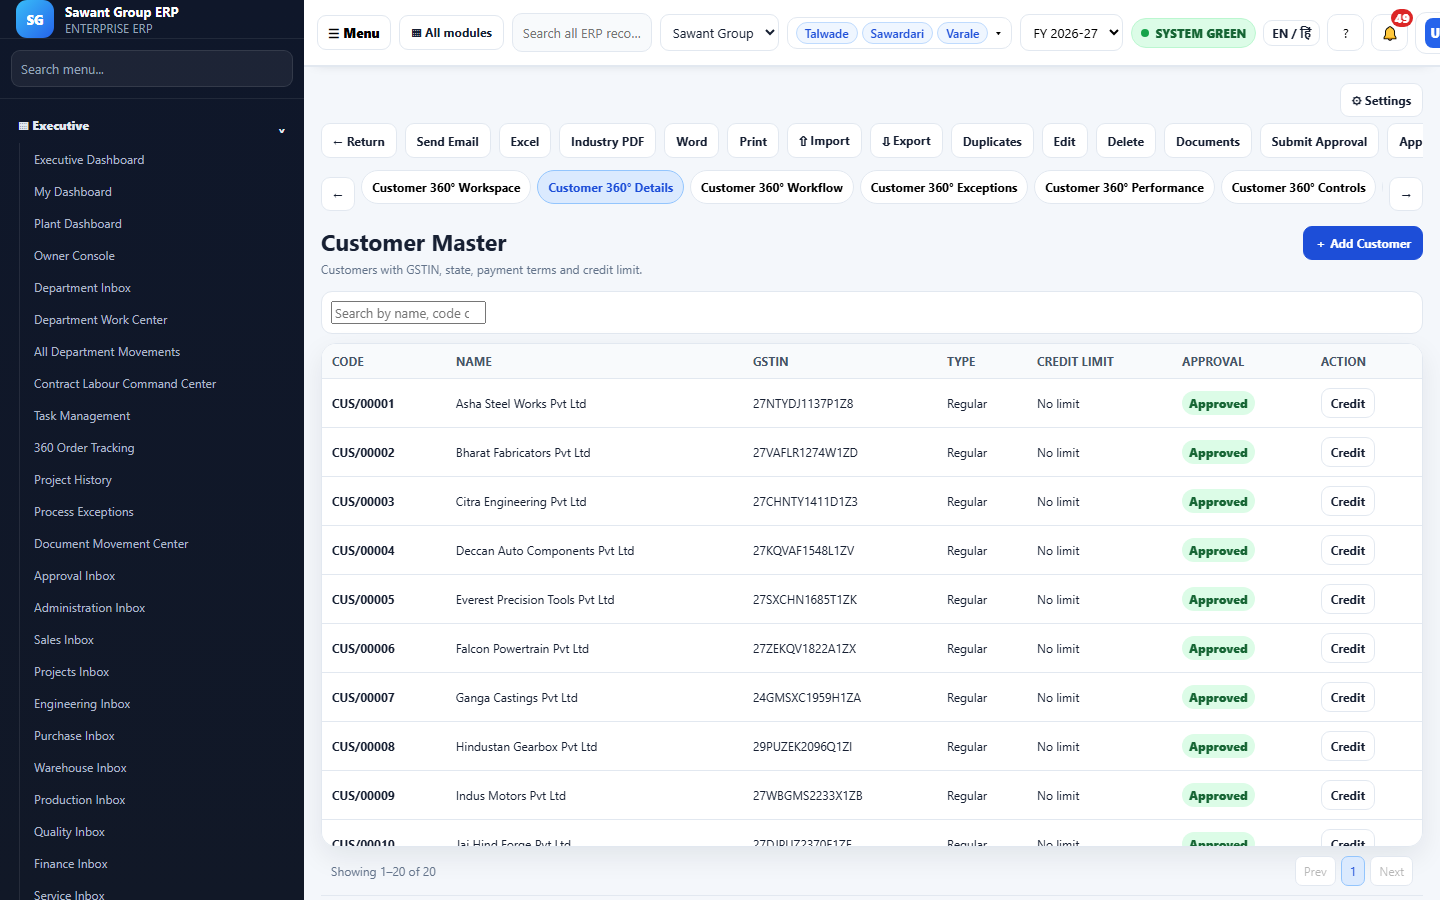 SG
Sawant Group ERP
ENTERPRISE ERP
Search menu...
Executive
Executive Dashboard
My Dashboard
Plant Dashboard
Owner Console
Department Inbox
Department Work Center
All Department Movements
Contract Labour Command Center
Task Management
360 Order Tracking
Project History
Process Exceptions
Document Movement Center
Approval Inbox
Administration Inbox
Sales Inbox
Projects Inbox
Engineering Inbox
Purchase Inbox
Warehouse Inbox
Production Inbox
Quality Inbox
Finance Inbox
Service Inbox
☰ Menu
All modules
Search all ERP reco...
Sawant Group
Talwade Sawardari Varale
FY 2026-27
SYSTEM GREEN
EN / हिं
?
49
U
⚙ Settings
← Return
Send Email
Excel
Industry PDF
Word
Print
⇧ Import
⇩ Export
Duplicates
Edit
Delete
Documents
Submit Approval
App
←
Customer 360° Workspace
Customer 360° Details
Customer 360° Workflow
Customer 360° Exceptions
Customer 360° Performance
Customer 360° Controls
→
Customer Master
+ Add Customer
Customers with GSTIN, state, payment terms and credit limit.
Search by name, code c
CODE NAME GSTIN TYPE CREDIT LIMIT APPROVAL ACTION
CUS/00001 Asha Steel Works Pvt Ltd 27NTYDJ1137P1Z8 Regular No limit Approved Credit
CUS/00002 Bharat Fabricators Pvt Ltd 27VAFLR1274W1ZD Regular No limit Approved Credit
CUS/00003 Citra Engineering Pvt Ltd 27CHNTY1411D1Z3 Regular No limit Approved Credit
CUS/00004 Deccan Auto Components Pvt Ltd 27KQVAF1548L1ZV Regular No limit Approved Credit
CUS/00005 Everest Precision Tools Pvt Ltd 27SXCHN1685T1ZK Regular No limit Approved Credit
CUS/00006 Falcon Powertrain Pvt Ltd 27ZEKQV1822A1ZX Regular No limit Approved Credit
CUS/00007 Ganga Castings Pvt Ltd 24GMSXC1959H1ZA Regular No limit Approved Credit
CUS/00008 Hindustan Gearbox Pvt Ltd 29PUZEK2096Q1ZI Regular No limit Approved Credit
CUS/00009 Indus Motors Pvt Ltd 27WBGMS2233X1ZB Regular No limit Approved Credit
CUS/00010 Jai Hind Forge Pvt Ltd Regular No limit Approved Credit
Showing 1–20 of 20
Prev 1 Next